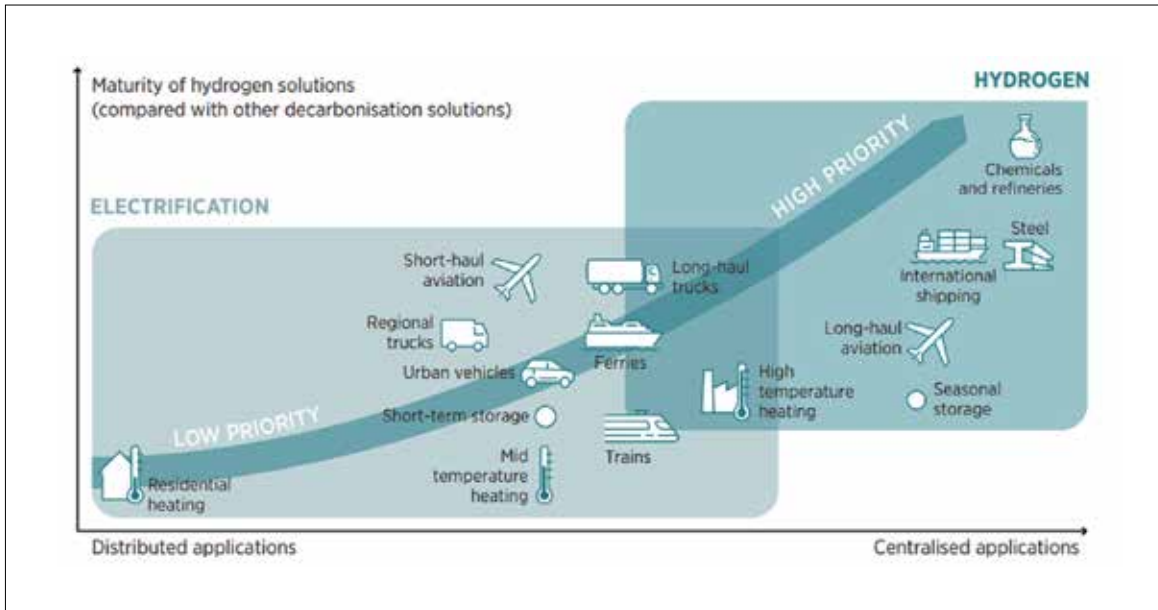 Maturity of hydrogen solutions
(compared with other decarbonisation solutions)
HYDROGEN
HIGH PRIORITY
Chemicals
and refineries
ELECTRIFICATION
Steel
Short-haul
aviation
Long-haul
trucks
International
shipping
Regional
trucks
Long-haul
aviation
Urban vehicles
Ferries
High
temperature
heating
Seasonal
storage
Short-term storage
LOW PRIORITY
Mid
temperature
heating
Trains
Residential
heating
Distributed applications
Centralised applications